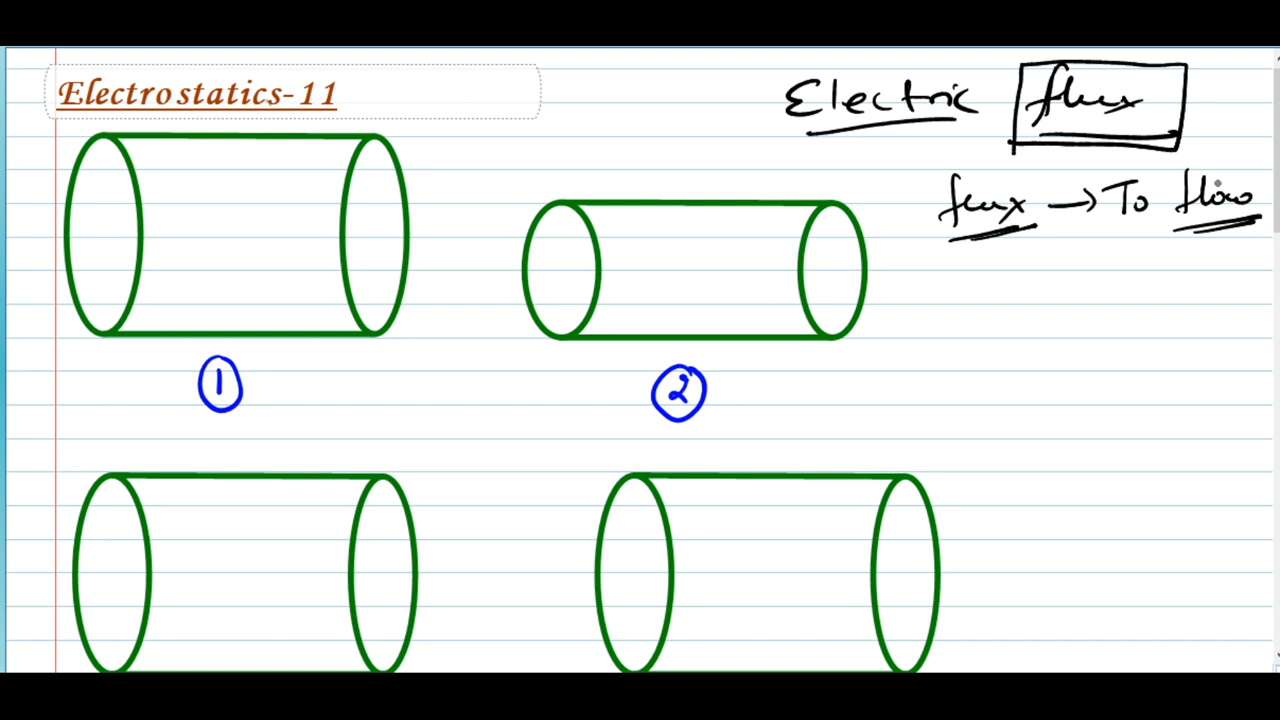 Electrostatics-11
Electric flux
flux → To flow
1
2